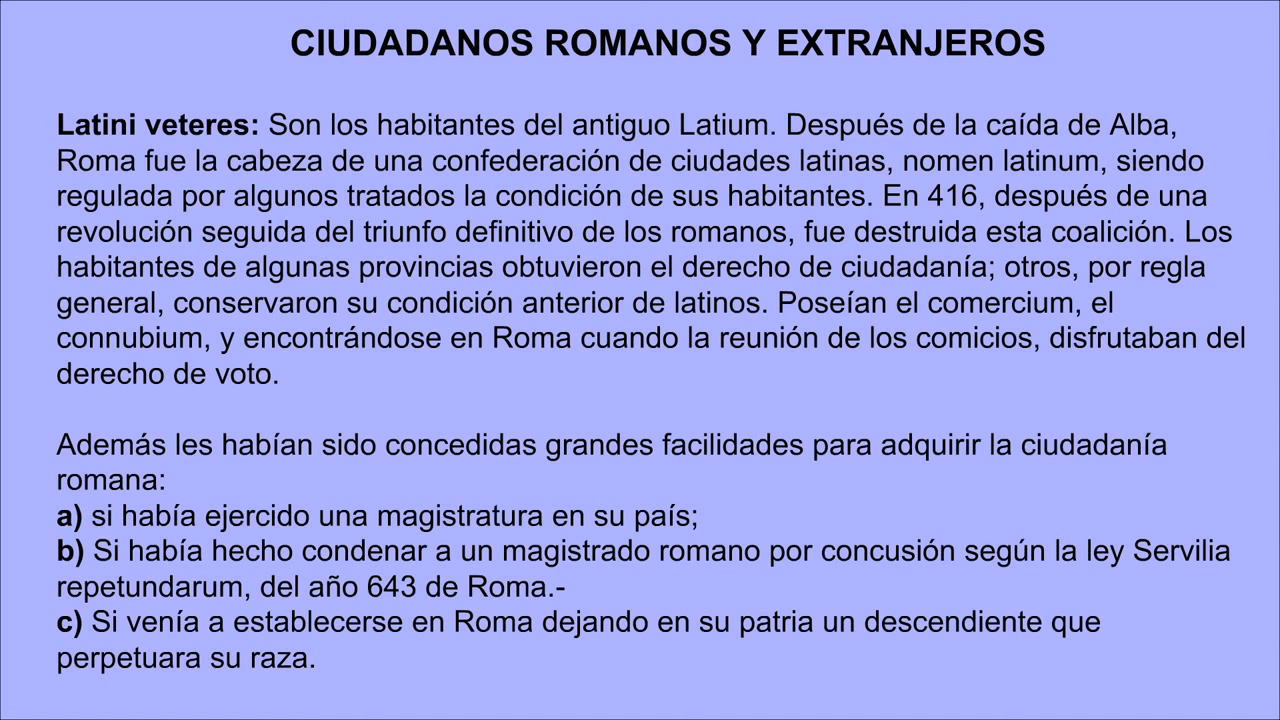 CIUDADANOS ROMANOS Y EXTRANJEROS
Latini veteres: Son los habitantes del antiguo Latium. Después de la caída de Alba,
Roma fue la cabeza de una confederación de ciudades latinas, nomen latinum, siendo
regulada por algunos tratados la condición de sus habitantes. En 416, después de una
revolución seguida del triunfo definitivo de los romanos, fue destruida esta coalición. Los
habitantes de algunas provincias obtuvieron el derecho de ciudadanía; otros, por regla
general, conservaron su condición anterior de latinos. Poseían el comercium, el
connubium, y encontrándose en Roma cuando la reunión de los comicios, disfrutaban del
derecho de voto.
Además les habían sido concedidas grandes facilidades para adquirir la ciudadanía
romana:
a) si había ejercido una magistratura en su país;
b) Si había hecho condenar a un magistrado romano por concusión según la ley Servilia
repetundarum, del año 643 de Roma.-
c) Si venía a establecerse en Roma dejando en su patria un descendiente que
perpetuara su raza.